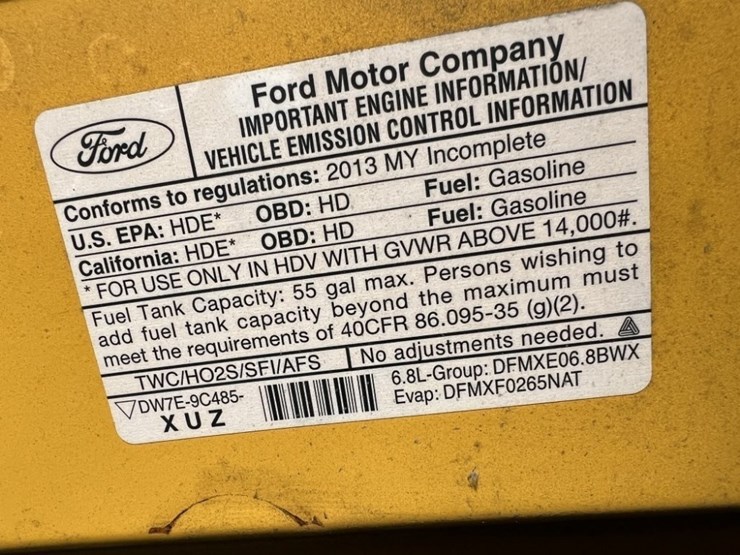 Ford
Ford Motor Company
IMPORTANT ENGINE INFORMATION/
VEHICLE EMISSION CONTROL INFORMATION
Conforms to regulations: 2013 MY Incomplete
U.S. EPA: HDE* OBD: HD Fuel: Gasoline
California: HDE* OBD: HD Fuel: Gasoline
* FOR USE ONLY IN HDV WITH GVWR ABOVE 14,000#.
Fuel Tank Capacity: 55 gal max. Persons wishing to
add fuel tank capacity beyond the maximum must
meet the requirements of 40CFR 86.095-35 (g)(2).
TWC/HO2S/SFI/AFS
No adjustments needed.
DW7E-9C485-
XUZ
6.8L-Group: DFMXE06.8BWX
Evap: DFMXF0265NAT